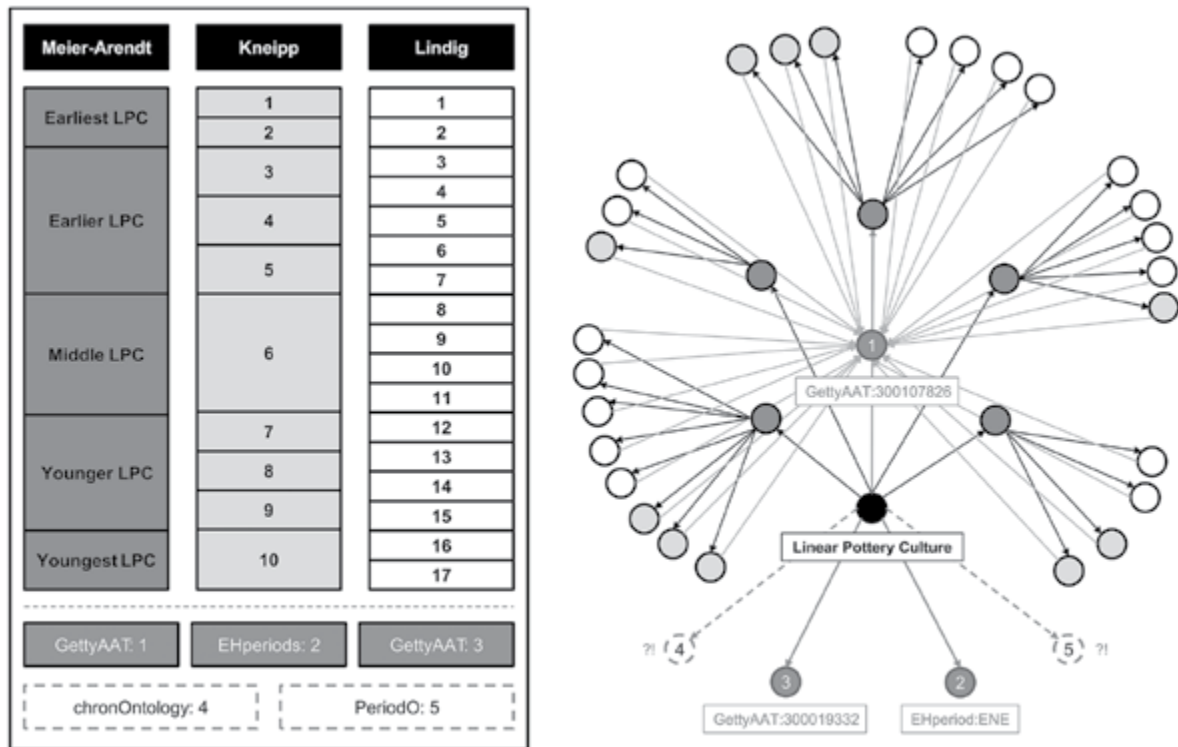 Meier-Arendt
Kneipp
Lindig
Earliest LPC
Earlier LPC
Middle LPC
Younger LPC
Youngest LPC
1
2
3
4
5
6
7
8
9
10
1
2
3
4
5
6
7
8
9
10
11
12
13
14
15
16
17
GettyAAT: 1
EHperiods: 2
GettyAAT: 3
chrOntology: 4
PeriodO: 5
1
GettyAAT:300107826
Linear Pottery Culture
?! 4
5 ?!
3
2
GettyAAT:300019332
EHperiod:ENE